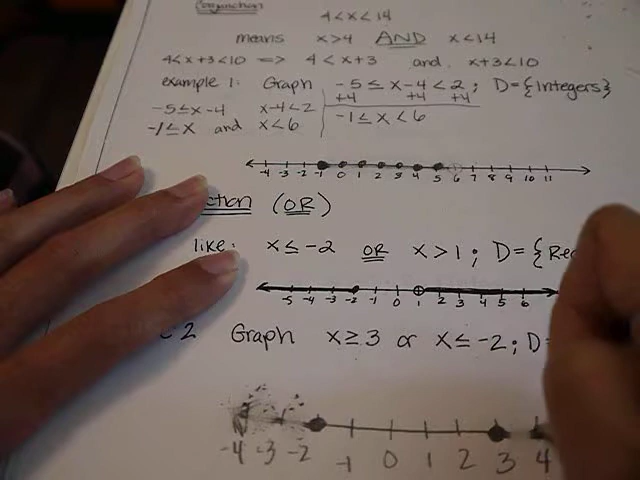 Conjunction 4<x<14
means x>4 AND x<14
4<x+3<10 => 4<x+3 and x+3<10
example 1: Graph -5≤x-4<2; D={Integers}
+4 +4 +4
-5≤x-4 x-4<2 -1≤x<6
-1≤x and x<6
-4 -3 -2 -1 0 1 2 3 4 5 6 7 8 9 10 11
ction (OR)
like: x≤-2 OR x>1; D={Re
-5 -4 -3 -2 -1 0 1 2 3 4 5 6
2 Graph x≥3 or x≤-2; D
-4 -3 -2 -1 0 1 2 3 4